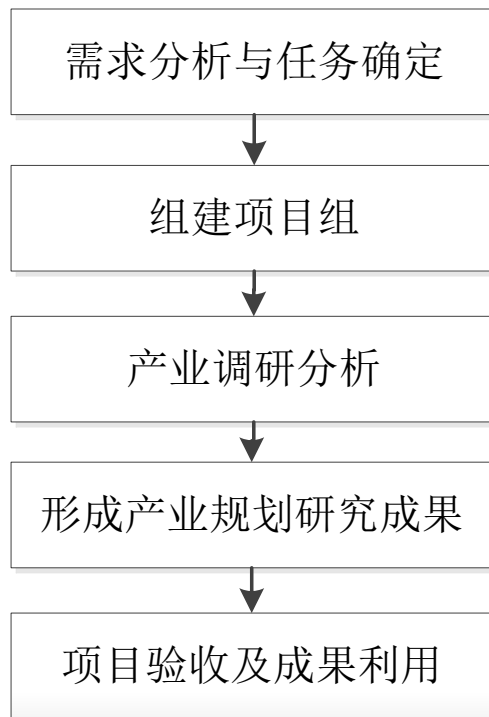 需求分析与任务确定
组建项目组
产业调研分析
形成产业规划研究成果
项目验收及成果利用